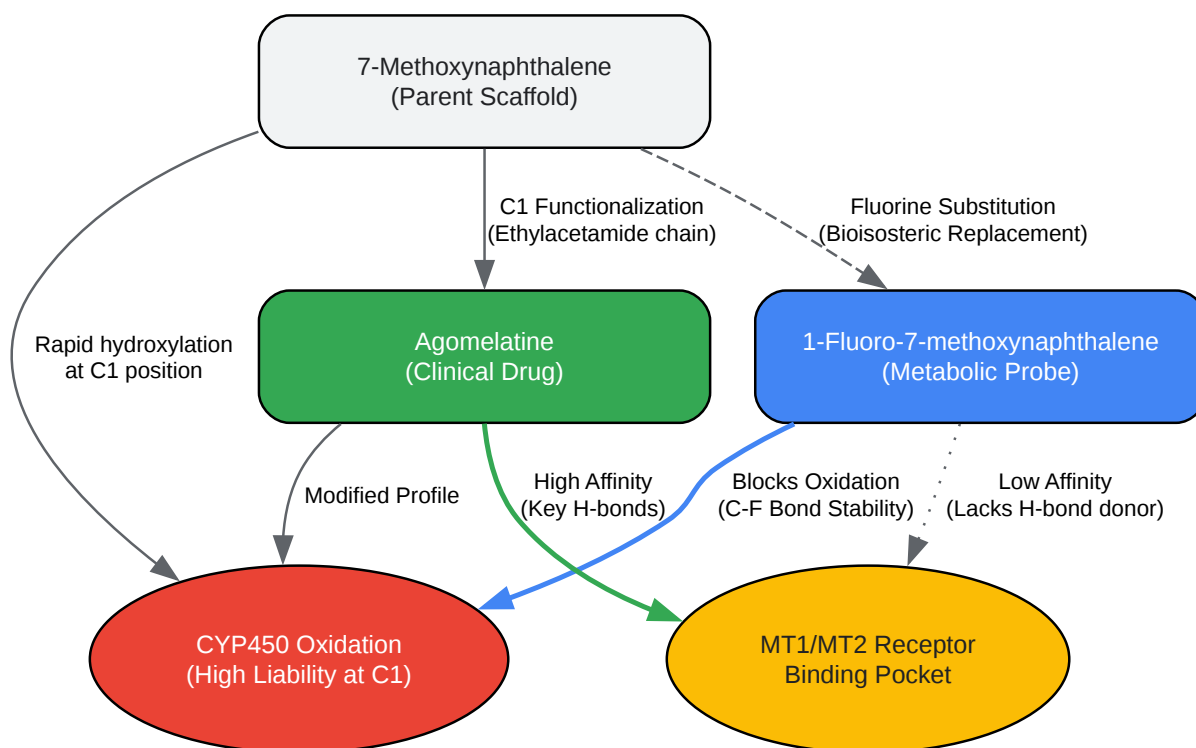 7-Methoxynaphthalene
(Parent Scaffold)
C1 Functionalization
(Ethylacetamide chain)
Fluorine Substitution
(Bioisosteric Replacement)
Rapid hydroxylation
at C1 position
Agomelatine
(Clinical Drug)
1-Fluoro-7-methoxynaphthalene
(Metabolic Probe)
Modified Profile
High Affinity
(Key H-bonds)
Blocks Oxidation
(C-F Bond Stability)
Low Affinity
(Lacks H-bond donor)
CYP450 Oxidation
(High Liability at C1)
MT1/MT2 Receptor
Binding Pocket